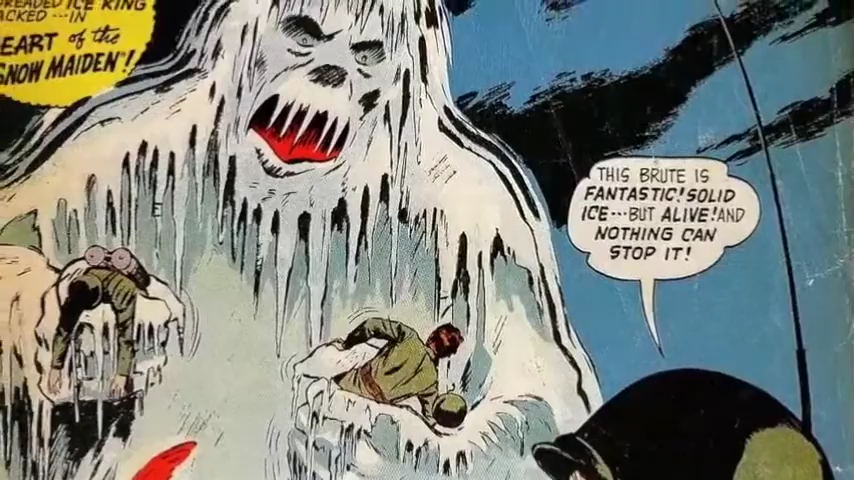 DREADED ICE KING
ACKED---IN
HEART of the
SNOW MAIDEN"!
THIS BRUTE IS
FANTASTIC! SOLID
ICE---BUT ALIVE! AND
NOTHING CAN
STOP IT!